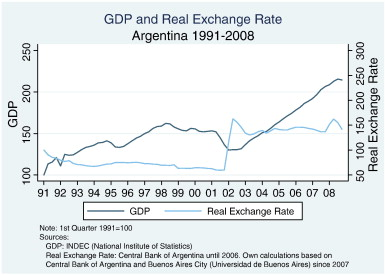 GDP and Real Exchange Rate
Argentina 1991-2008
GDP
250
200
150
100
Real Exchange Rate
300
250
200
150
100
50
91 92 93 94 95 96 97 98 99 00 01 02 03 04 05 06 07 08
GDP Real Exchange Rate
Note: 1st Quarter 1991=100
Sources:
GDP: INDEC (National Institute of Statistics)
Real Exchange Rate: Central Bank of Argentina until 2006. Own calculations based on
Central Bank of Argentina and Buenos Aires City (Universidad de Buenos Aires) since 2007